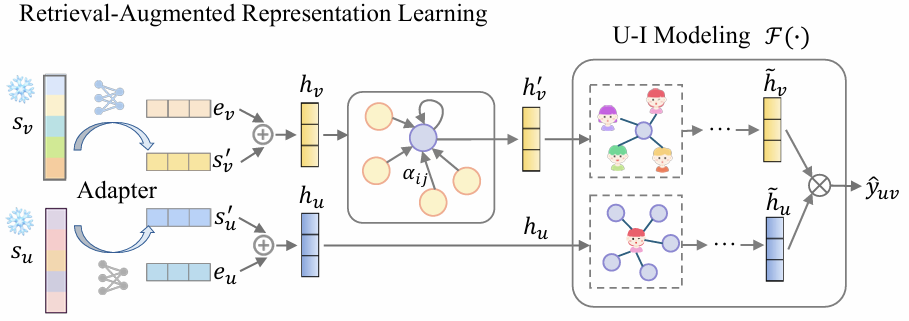 Retrieval-Augmented Representation Learning
U-I Modeling ℱ(·)
s_v
e_v
s′_v
h_v
α_ij
h′_v
h̃_v
Adapter
s_u
s′_u
e_u
h_u
h_u
h̃_u
ŷ_uv